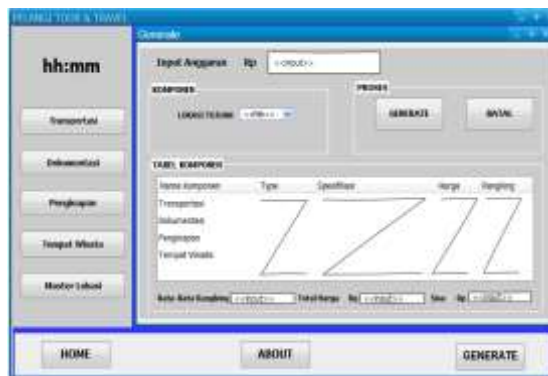 PELANGI TOUR & TRAVEL
Generate
hh:mm
Input Anggaran Rp <<input>>
KOMPONEN
PROSES
LOKASI TUJUAN <<Pilih>>
GENERATE
BATAL
Transportasi
Dokumentasi
Penginapan
Tempat Wisata
Master Lokasi
TABEL KOMPONEN
Nama Komponen Type Spesifikasi Harga Rangking
Transportasi
Dokumentasi
Penginapan
Tempat Wisata
Rata-Rata Rangking <<input>> Total Harga Rp <<input>> Sisa Rp <<input>>
HOME
ABOUT
GENERATE